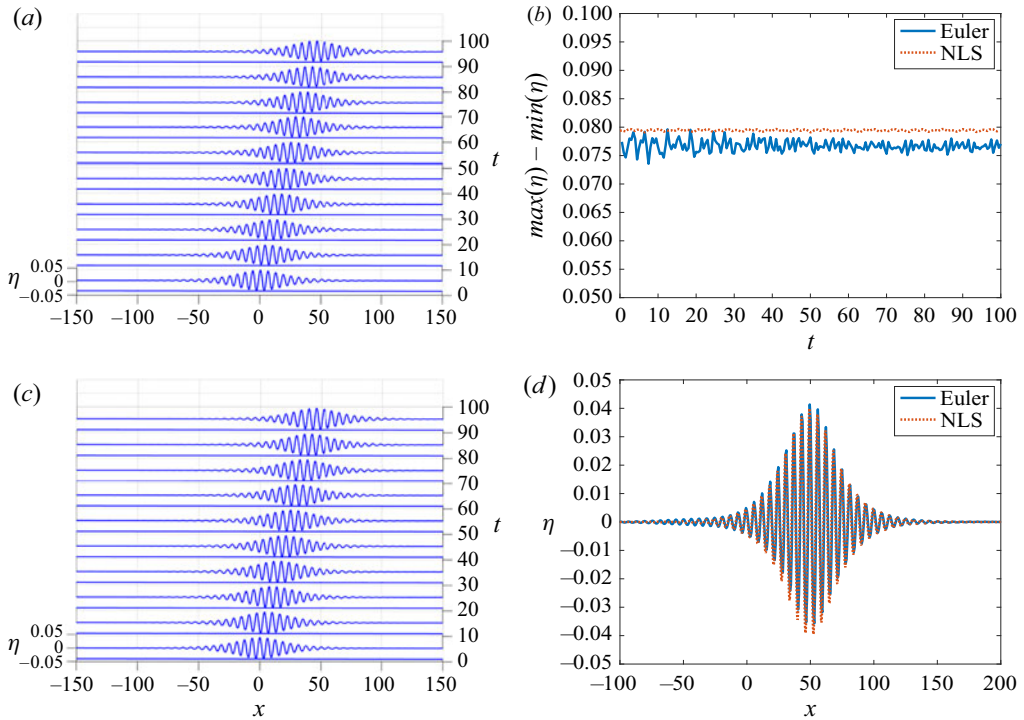 (a)
100
90
80
70
60
50
40
30
20
10
0
t
η
0.05
0
−0.05
−150 −100 −50 0 50 100 150
(b)
0.100
0.095
0.090
0.085
0.080
0.075
0.070
0.065
0.060
0.055
0.050
max(η) − min(η)
Euler
NLS
0 10 20 30 40 50 60 70 80 90 100
t
(c)
100
90
80
70
60
50
40
30
20
10
0
t
η
0.05
0
−0.05
−150 −100 −50 0 50 100 150
x
(d)
0.05
0.04
0.03
0.02
0.01
0
−0.01
−0.02
−0.03
−0.04
−0.05
η
Euler
NLS
−100 −50 0 50 100 150 200
x